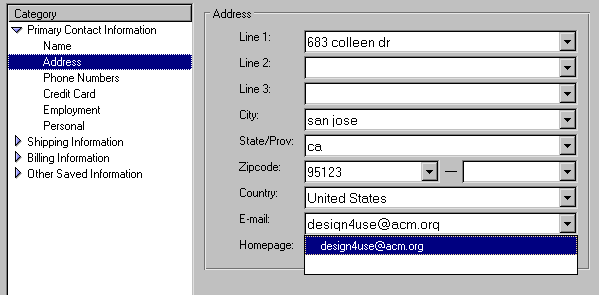 Category
Primary Contact Information
Name
Address
Phone Numbers
Credit Card
Employment
Personal
Shipping Information
Billing Information
Other Saved Information
Address
Line 1: 683 colleen dr
Line 2:
Line 3:
City: san jose
State/Prov: ca
Zipcode: 95123 —
Country: United States
E-mail: design4use@acm.org
Homepage: design4use@acm.org